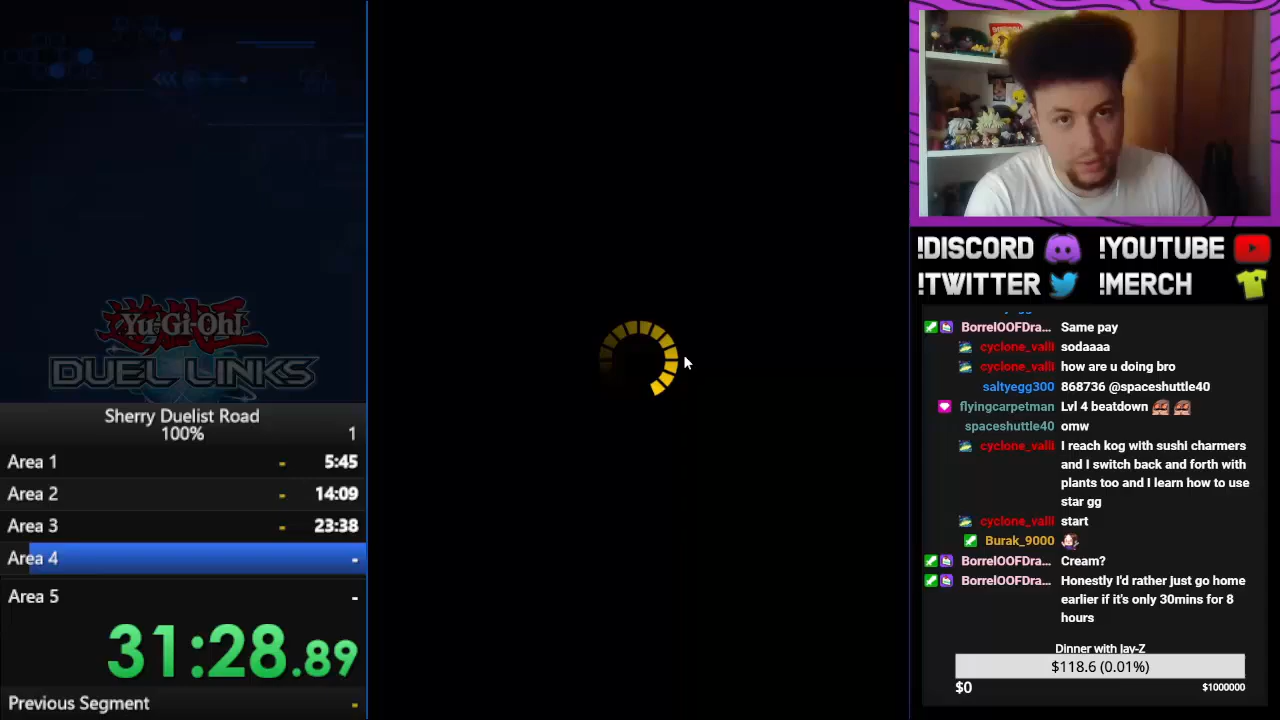 Yu-Gi-Oh!
DUEL LINKS
Sherry Duelist Road
100% 1
Area 1 - 5:45
Area 2 - 14:09
Area 3 - 23:38
Area 4 -
Area 5 -
31:28.89
Previous Segment -
!DISCORD !YOUTUBE
!TWITTER !MERCH
BorrelOOFDra... Same pay
cyclone_valli sodaaaa
cyclone_valli how are u doing bro
saltyegg300 868736 @spaceshuttle40
flyingcarpetman Lvl 4 beatdown
spaceshuttle40 omw
cyclone_valli I reach kog with sushi charmers
and I switch back and forth with
plants too and I learn how to use
star gg
cyclone_valli start
Burak_9000
BorrelOOFDra... Cream?
BorrelOOFDra... Honestly I'd rather just go home
earlier if it's only 30mins for 8
hours
Dinner with Jay-Z
$118.6 (0.01%)
$0 $1000000